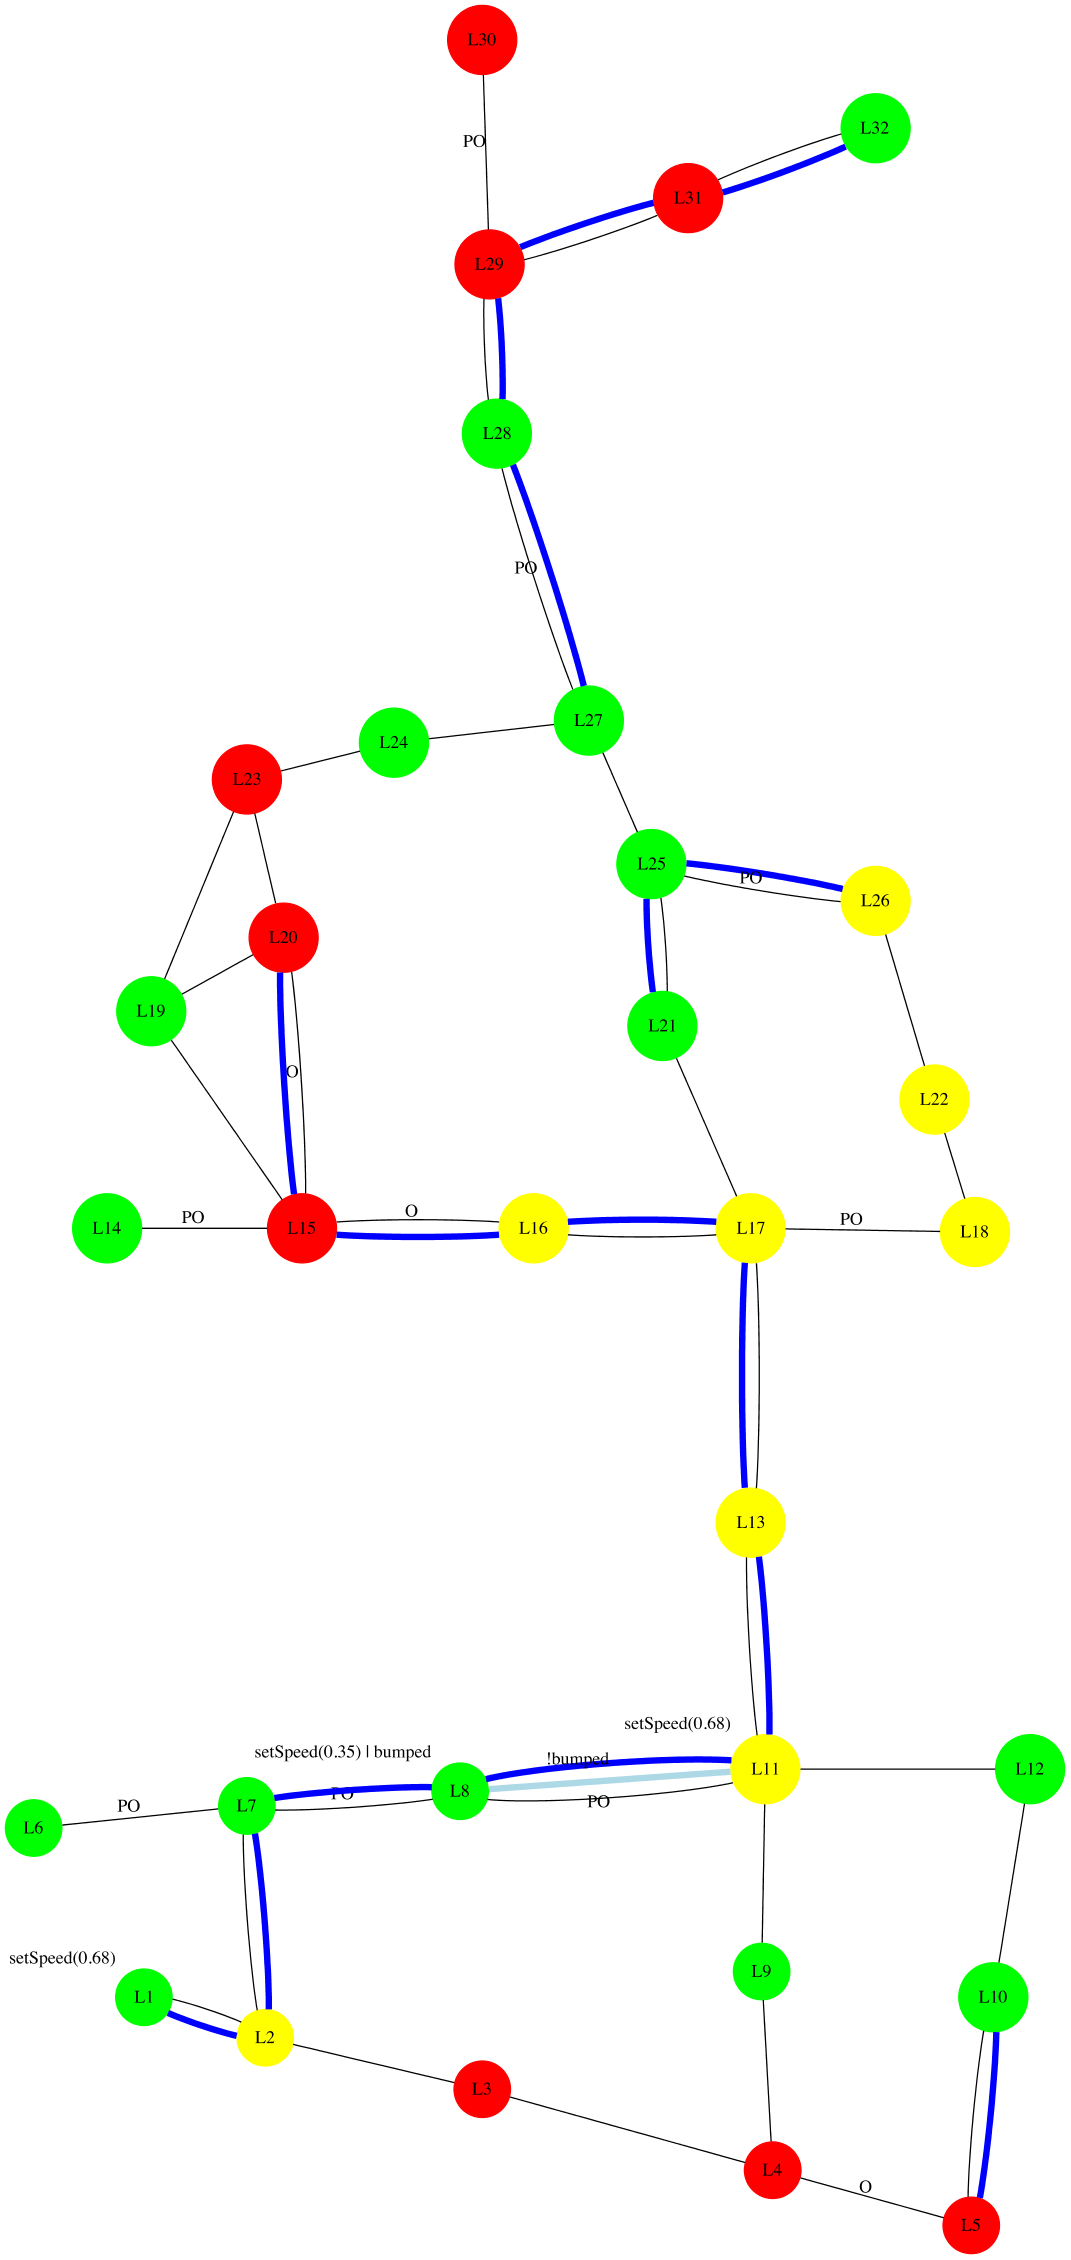 L30
L32
PO
L31
L29
L28
PO
L27
L24
L23
L25
PO
L26
L20
L19
L21
O
L22
L14
PO
L15
O
L16
L17
PO
L18
L13
setSpeed(0.68)
setSpeed(0.35) | bumped
!bumped
L11
L12
L8
PO
PO
L7
PO
L6
setSpeed(0.68)
L9
L1
L10
L2
L3
L4
O
L5